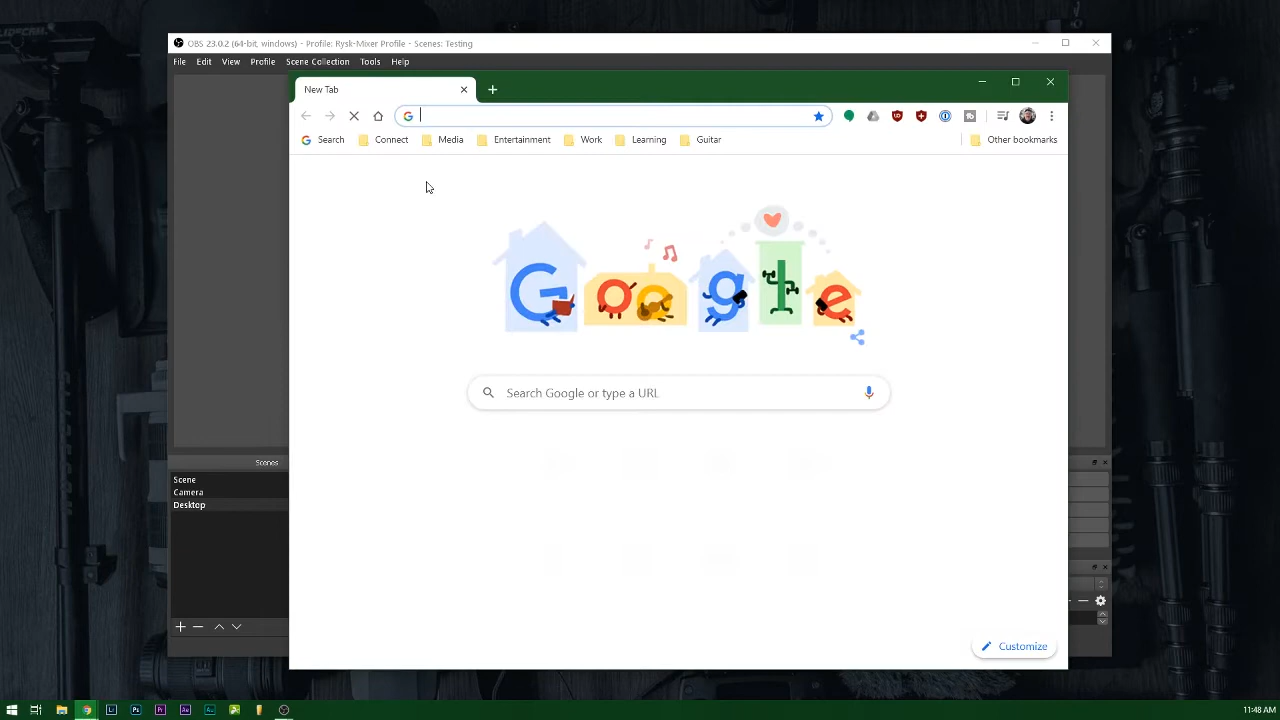 OBS 23.0.2 (64-bit, windows) - Profile: Rysk-Mixer Profile - Scenes: Testing
File Edit View Profile Scene Collection Tools Help
New Tab
Search Connect Media Entertainment Work Learning Guitar Other bookmarks
Google
Search Google or type a URL
Scenes
Scene
Camera
Desktop
Customize
11:48 AM